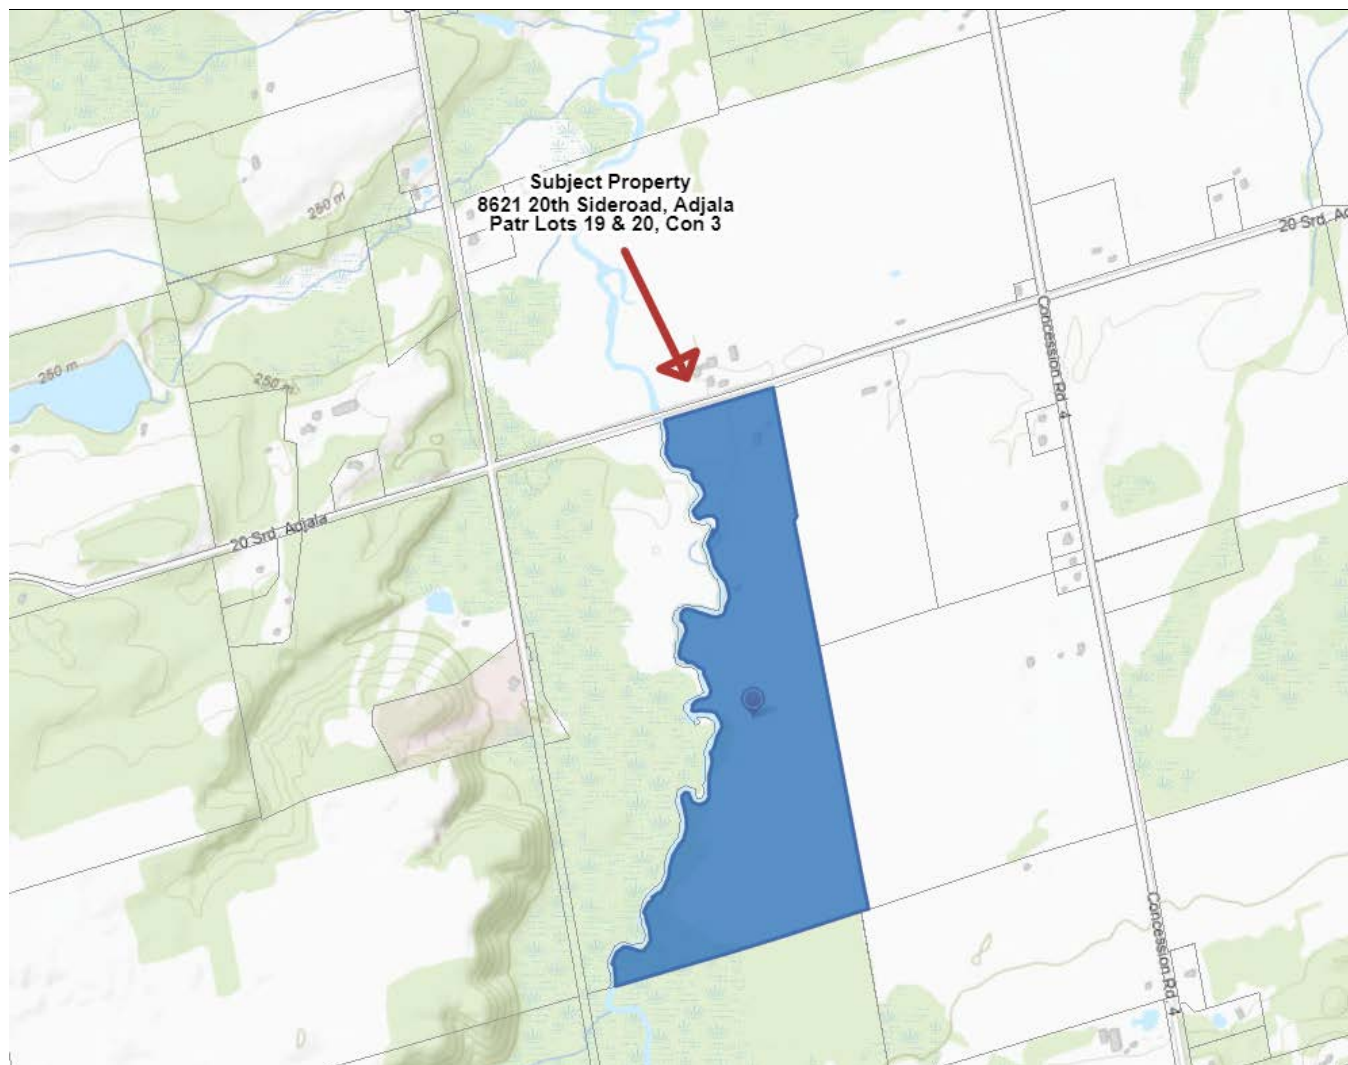 Subject Property
8621 20th Sideroad, Adjala
Patr Lots 19 & 20, Con 3
250 m
20 Srd. Ad
250 m
250 m
Concession Rd. 4
20 Srd. Adjala
Concession Rd. 4